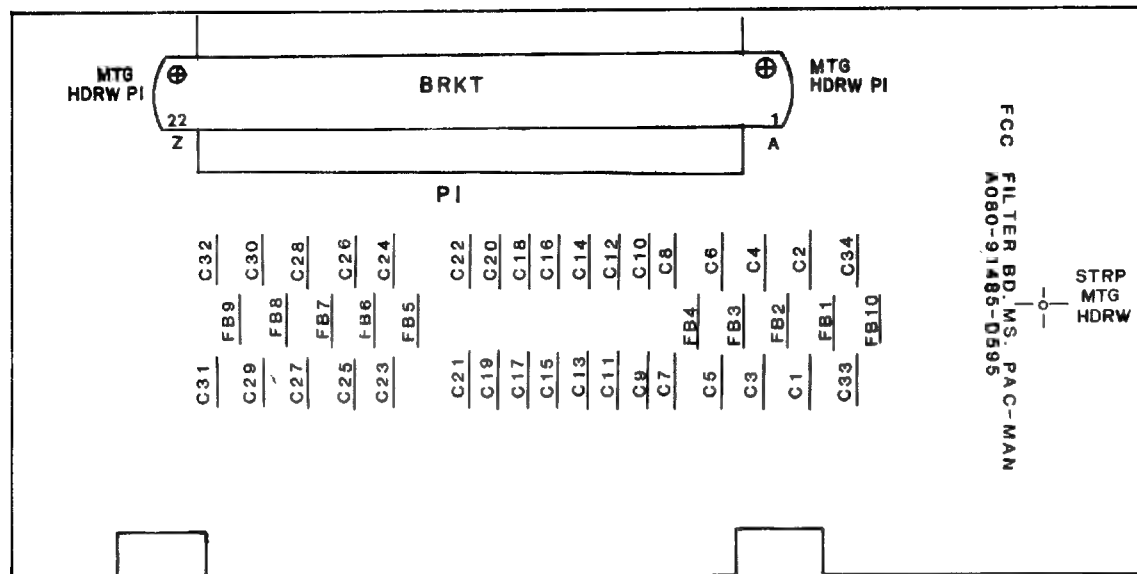 MTG
HDRW PI
BRKT
MTG
HDRW PI
22
Z
1
A
PI
FCC FILTER BD. MS. PAC-MAN
A080-91485-D595
STRP
MTG
HDRW
C32
C30
C28
C26
C24
C22
C20
C18
C16
C14
C12
C10
C8
C6
C4
C2
C34
FB9
FB8
FB7
FB6
FB5
FB4
FB3
FB2
FB1
FB10
C31
C29
C27
C25
C23
C21
C19
C17
C15
C13
C11
C9
C7
C5
C3
C1
C33